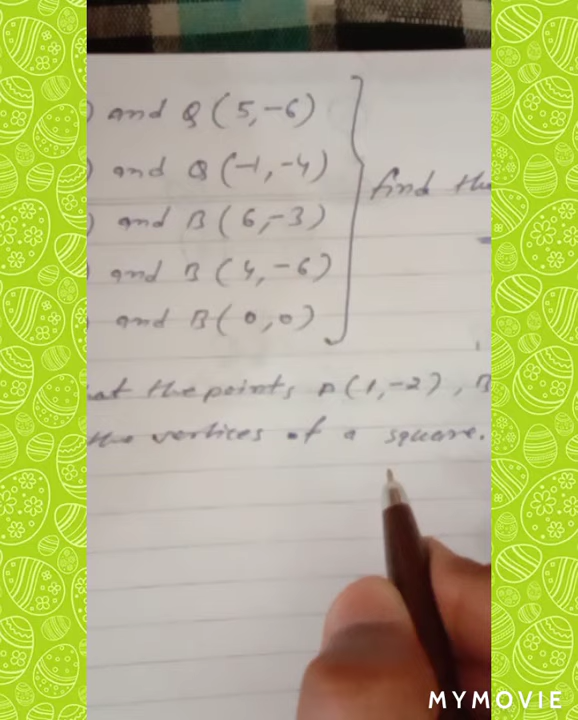 ) and Q (5,-6)
) and Q (-1,-4)
find the
) and B (6,-3)
) and B (4,-6)
) and B (0,0)
at the points A (1,-2), B
the vertices of a square.
MYMOVIE